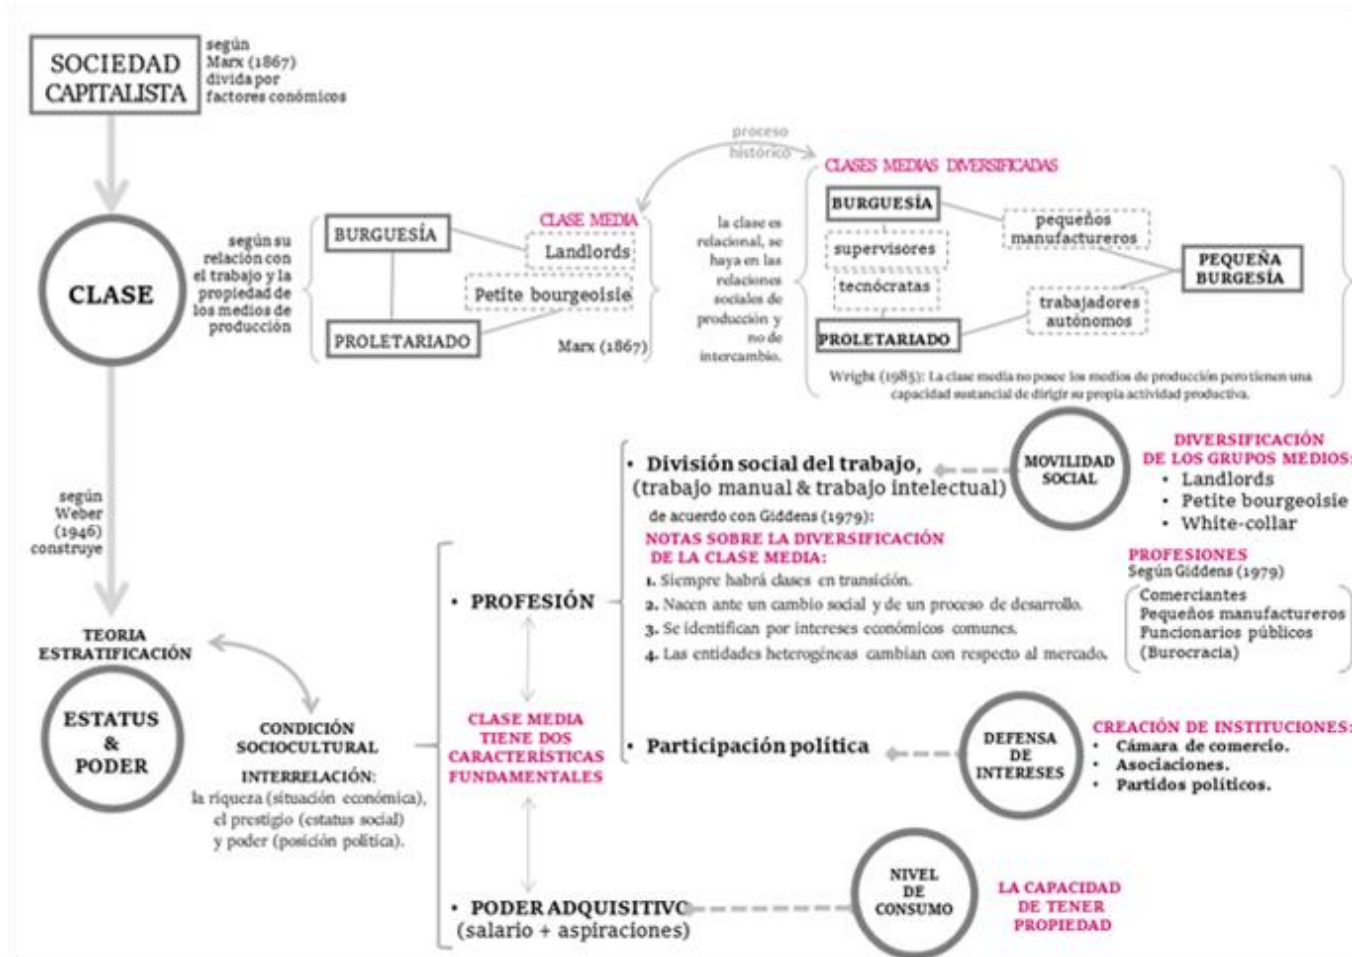 SOCIEDAD
CAPITALISTA
según
Marx (1867)
divida por
factores conómicos
CLASE
según su
relación con
el trabajo y la
propiedad de
los medios de
producción
BURGUESÍA
CLASE MEDIA
Landlords
Petite bourgeoisie
PROLETARIADO
Marx (1867)
proceso
histórico
la clase es
relacional, se
haya en las
relaciones
sociales de
producción y
no de
intercambio.
CLASES MEDIAS DIVERSIFICADAS
BURGUESÍA
pequeños
manufactureros
supervisores
tecnócratas
PEQUEÑA
BURGESÍA
trabajadores
autónomos
PROLETARIADO
Wright (1985): La clase media no posee los medios de producción pero tienen una
capacidad sustancial de dirigir su propia actividad productiva.
según
Weber
(1946)
construye
TEORIA
ESTRATIFICACIÓN
ESTATUS
&
PODER
CONDICIÓN
SOCIOCULTURAL
INTERRELACIÓN:
la riqueza (situación económica),
el prestigio (estatus social)
y poder (posición política).
• PROFESIÓN
CLASE MEDIA
TIENE DOS
CARACTERÍSTICAS
FUNDAMENTALES
• PODER ADQUISITIVO
(salario + aspiraciones)
• División social del trabajo,
(trabajo manual & trabajo intelectual)
de acuerdo con Giddens (1979):
NOTAS SOBRE LA DIVERSIFICACIÓN
DE LA CLASE MEDIA:
1. Siempre habrá clases en transición.
2. Nacen ante un cambio social y de un proceso de desarrollo.
3. Se identifican por intereses económicos comunes.
4. Las entidades heterogéneas cambian con respecto al mercado.
• Participación política
MOVILIDAD
SOCIAL
DIVERSIFICACIÓN
DE LOS GRUPOS MEDIOS:
• Landlords
• Petite bourgeoisie
• White-collar
PROFESIONES
Según Giddens (1979)
Comerciantes
Pequeños manufactureros
Funcionarios públicos
(Burocracia)
DEFENSA
DE
INTERESES
CREACIÓN DE INSTITUCIONES:
• Cámara de comercio.
• Asociaciones.
• Partidos políticos.
NIVEL
DE
CONSUMO
LA CAPACIDAD
DE TENER
PROPIEDAD